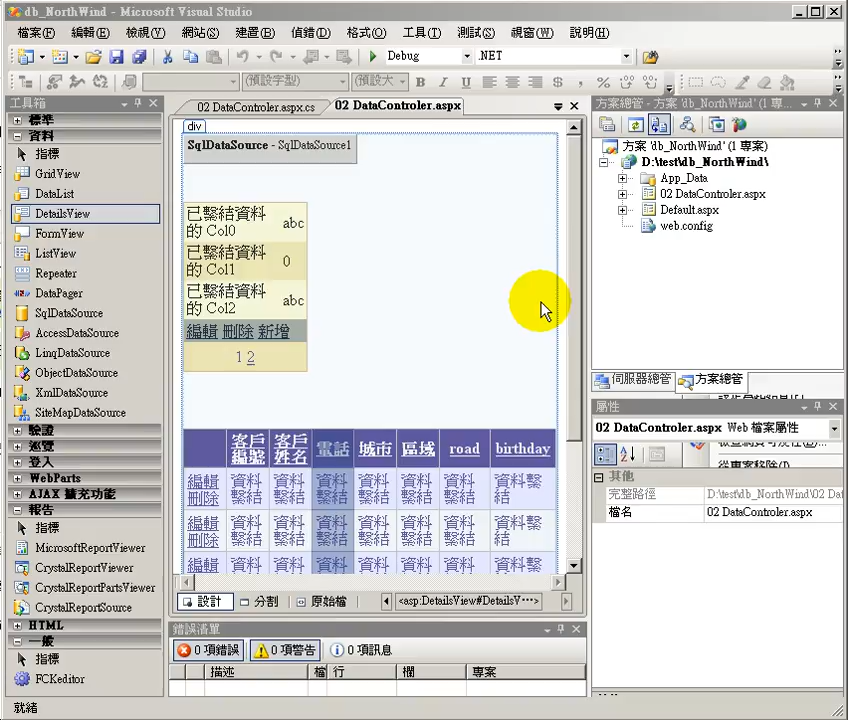 db_NorthWind - Microsoft Visual Studio
檔案(F) 編輯(E) 檢視(V) 網站(S) 建置(B) 偵錯(D) 格式(O) 工具(T) 測試(S) 視窗(W) 說明(H)
Debug .NET
(預設字型) (預設大 B I U
工具箱
標準
資料
指標
GridView
DataList
DetailsView
FormView
ListView
Repeater
DataPager
SqlDataSource
AccessDataSource
LinqDataSource
ObjectDataSource
XmlDataSource
SiteMapDataSource
驗證
巡覽
登入
WebParts
AJAX 擴充功能
報告
指標
MicrosoftReportViewer
CrystalReportViewer
CrystalReportPartsViewer
CrystalReportSource
HTML
一般
指標
FCKeditor
02 DataControler.aspx.cs 02 DataControler.aspx
div
SqlDataSource - SqlDataSource1
已繫結資料的 Col0 abc
已繫結資料的 Col1 0
已繫結資料的 Col2 abc
編輯 刪除 新增
1 2
客戶編號 客戶姓名 電話 城市 區域 road birthday
編輯 刪除 資料繫結 資料繫結 資料繫結 資料繫結 資料繫結 資料繫結 資料繫結
編輯 刪除 資料繫結 資料繫結 資料繫結 資料繫結 資料繫結 資料繫結 資料繫結
編輯 資料 資料 資料 資料 資料 資料 資料繫
設計 分割 原始檔 <asp:DetailsView#DetailsV…>
錯誤清單
0 項錯誤 0 項警告 0 項訊息
描述 檔 行 欄 專案
方案總管 - 方案 'db_NorthWind' (1 專...
方案 'db_NorthWind' (1 專案)
D:\test\db_NorthWind\
App_Data
02 DataControler.aspx
Default.aspx
web.config
伺服器總管 方案總管
屬性
02 DataControler.aspx Web 檔案屬性
其他
完整路徑 D:\test\db_NorthWind\02 Dat
檔名 02 DataControler.aspx
就緒